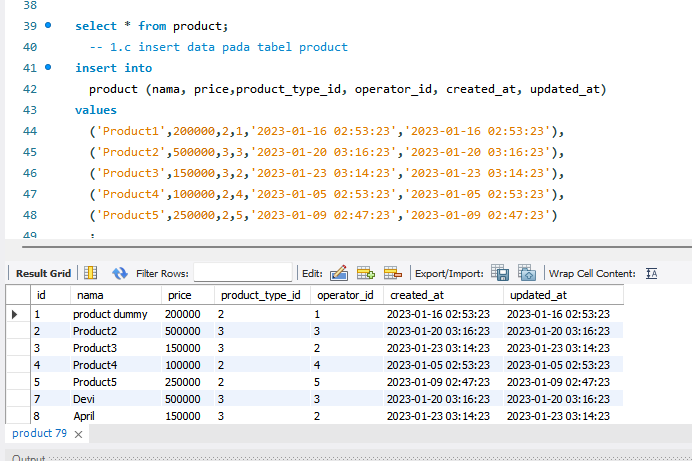 38
39 select * from product;
40 -- 1.c insert data pada tabel product
41 insert into
42 product (nama, price,product_type_id, operator_id, created_at, updated_at)
43 values
44 ('Product1',200000,2,1,'2023-01-16 02:53:23','2023-01-16 02:53:23'),
45 ('Product2',500000,3,3,'2023-01-20 03:16:23','2023-01-20 03:16:23'),
46 ('Product3',150000,3,2,'2023-01-23 03:14:23','2023-01-23 03:14:23'),
47 ('Product4',100000,2,4,'2023-01-05 02:53:23','2023-01-05 02:53:23'),
48 ('Product5',250000,2,5,'2023-01-09 02:47:23','2023-01-09 02:47:23')
49 ;
Result Grid Filter Rows: Edit: Export/Import: Wrap Cell Content: IA
id nama price product_type_id operator_id created_at updated_at
1 product dummy 200000 2 1 2023-01-16 02:53:23 2023-01-16 02:53:23
2 Product2 500000 3 3 2023-01-20 03:16:23 2023-01-20 03:16:23
3 Product3 150000 3 2 2023-01-23 03:14:23 2023-01-23 03:14:23
4 Product4 100000 2 4 2023-01-05 02:53:23 2023-01-05 02:53:23
5 Product5 250000 2 5 2023-01-09 02:47:23 2023-01-09 02:47:23
7 Devi 500000 3 3 2023-01-20 03:16:23 2023-01-20 03:16:23
8 April 150000 3 2 2023-01-23 03:14:23 2023-01-23 03:14:23
product 79
Output